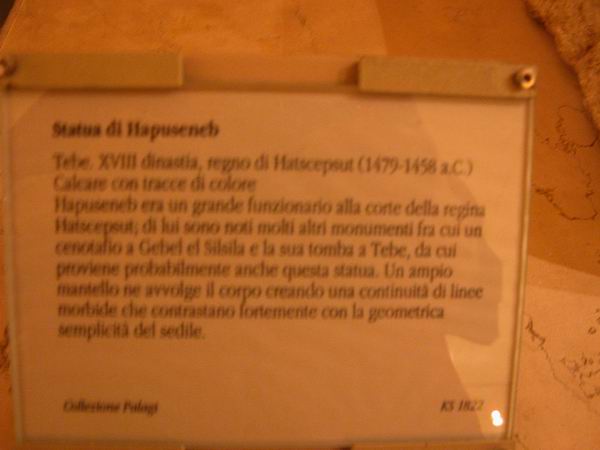 Statua di Hapuseneb
Tebe. XVIII dinastia, regno di Hatscepsut (1479-1458 a.C.)
Calcare con tracce di colore
Hapuseneb era un grande funzionario alla corte della regina
Hatscepsut; di lui sono noti molti altri monumenti fra cui un
cenotafio a Gebel el Silsila e la sua tomba a Tebe, da cui
proviene probabilmente anche questa statua. Un ampio
mantello ne avvolge il corpo creando una continuità di linee
morbide che contrastano fortemente con la geometrica
semplicità del sedile.
Collezione Palagi
KS 1822